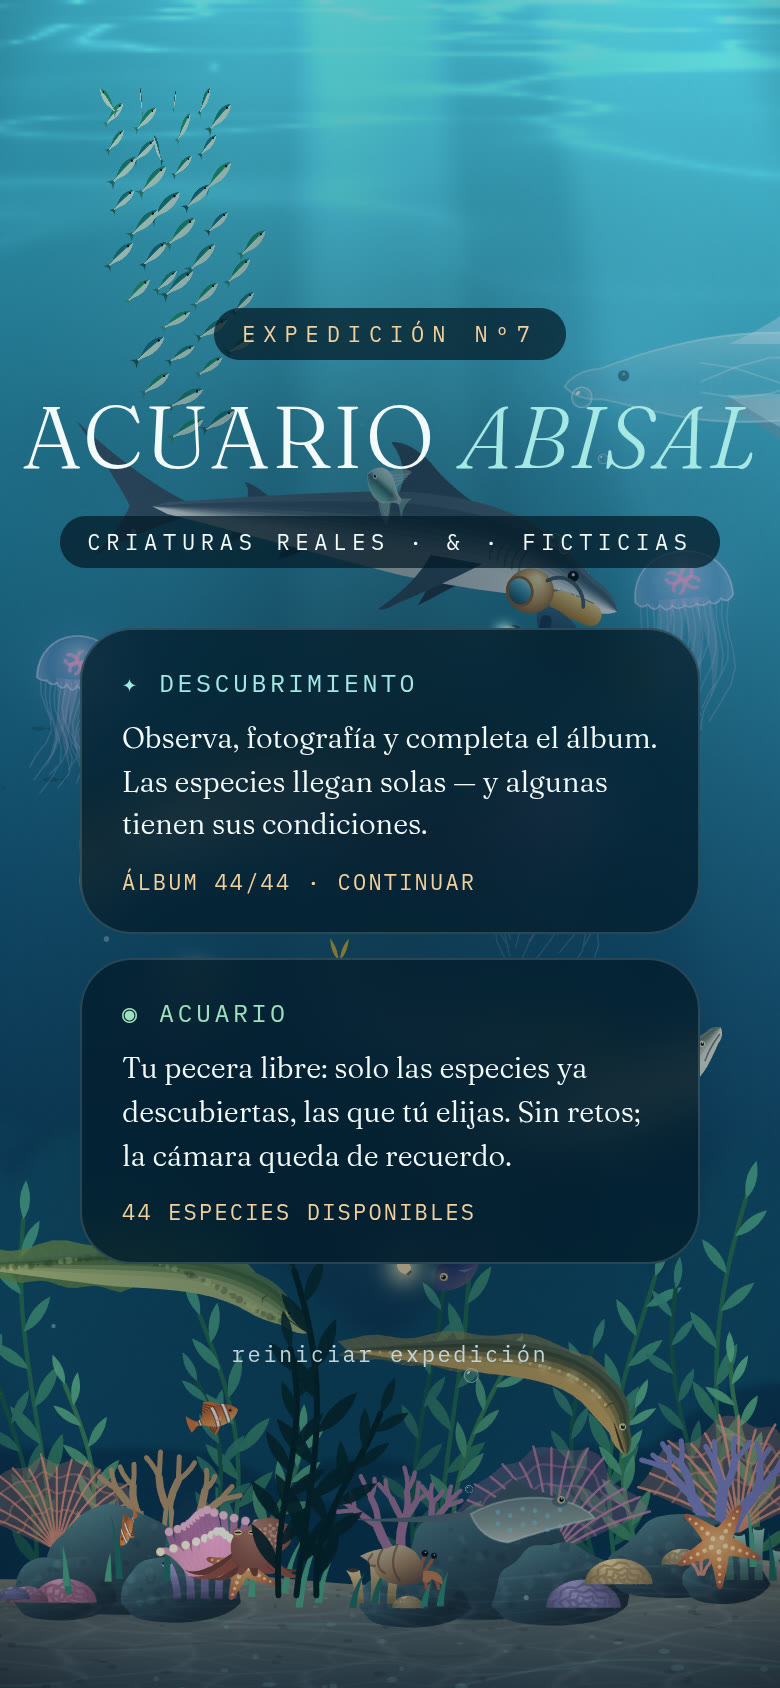 EXPEDICIÓN Nº7
ACUARIO ABISAL
CRIATURAS REALES · & · FICTICIAS
✦ DESCUBRIMIENTO
Observa, fotografía y completa el álbum.
Las especies llegan solas — y algunas
tienen sus condiciones.
ÁLBUM 44/44 · CONTINUAR
◉ ACUARIO
Tu pecera libre: solo las especies ya
descubiertas, las que tú elijas. Sin retos;
la cámara queda de recuerdo.
44 ESPECIES DISPONIBLES
reiniciar expedición